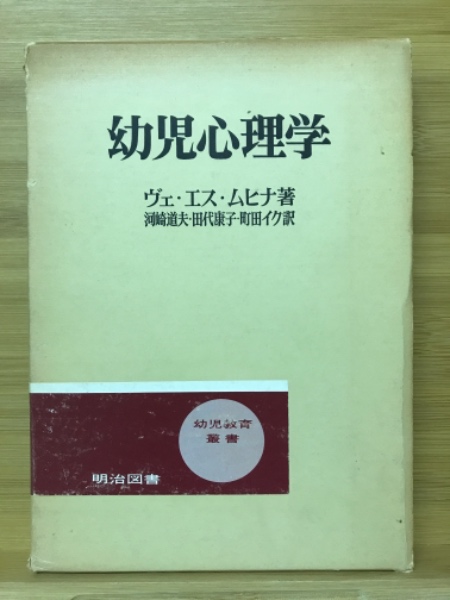 幼児心理学
ヴェ・エス・ムヒナ著
河崎道夫・田代康子・町田イク訳
幼児教育
叢書
明治図書